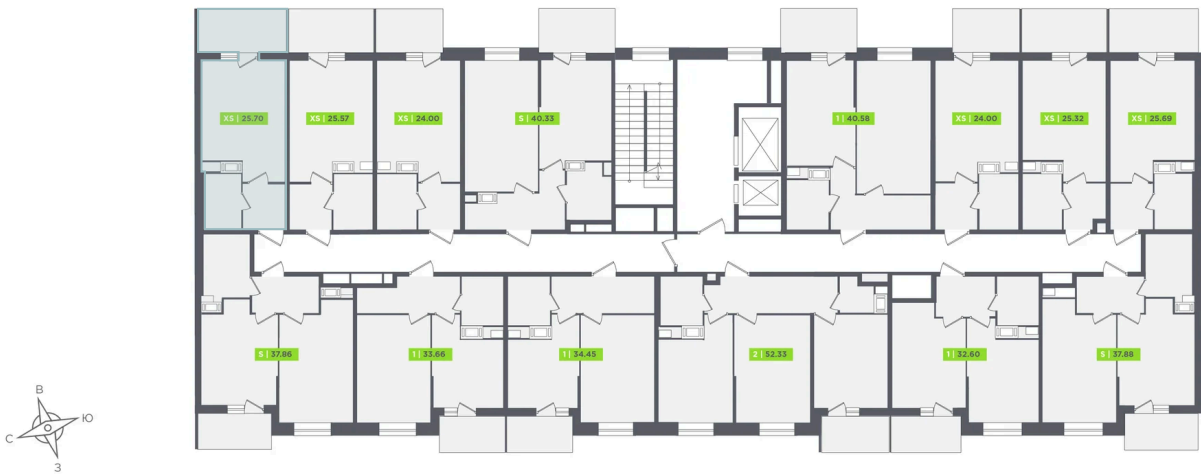 XS | 25.70
XS | 25.57
XS | 24.00
S | 40.33
1 | 40.58
XS | 24.00
XS | 25.32
XS | 25.69
S | 37.86
1 | 33.66
1 | 34.45
2 | 52.33
1 | 32.60
S | 37.88
В
Ю
С
З